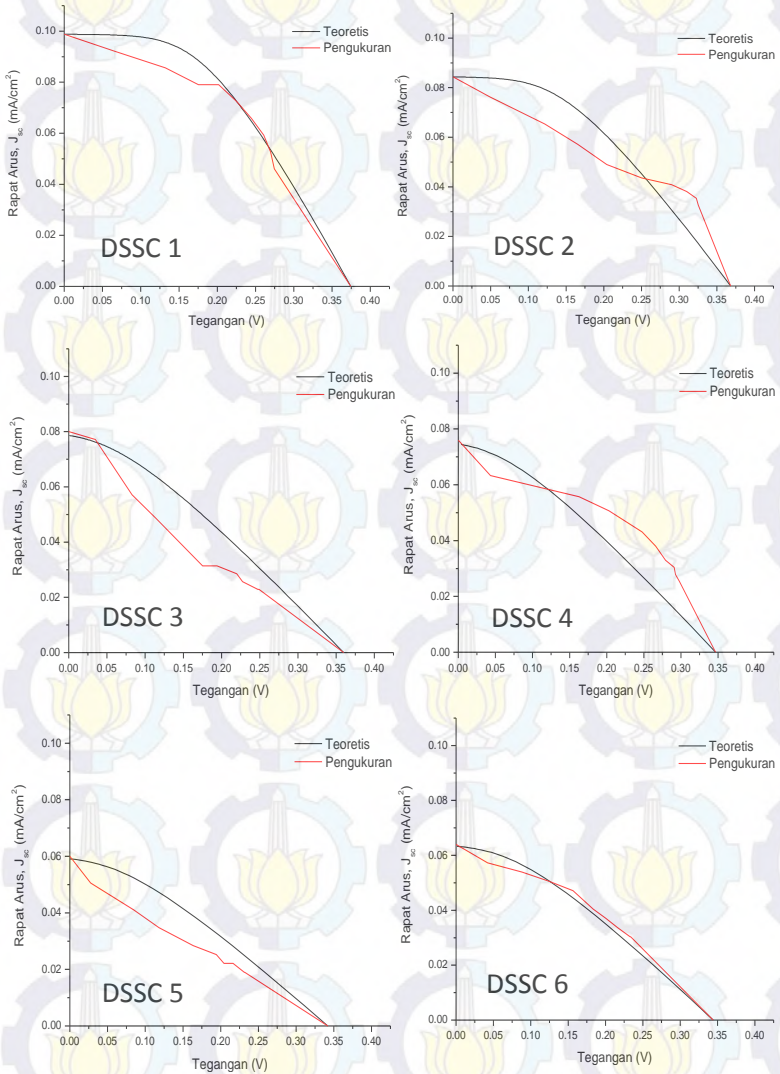 Teoretis
Pengukuran
0.10
0.08
0.06
0.04
0.02
0.00
Rapat Arus, J_sc (mA/cm²)
DSSC 1
0.00 0.05 0.10 0.15 0.20 0.25 0.30 0.35 0.40
Tegangan (V)
Teoretis
Pengukuran
0.10
0.08
0.06
0.04
0.02
0.00
Rapat Arus, J_sc (mA/cm²)
DSSC 2
0.00 0.05 0.10 0.15 0.20 0.25 0.30 0.35 0.40
Tegangan (V)
Teoretis
Pengukuran
0.10
0.08
0.06
0.04
0.02
0.00
Rapat Arus, J_sc (mA/cm²)
DSSC 3
0.00 0.05 0.10 0.15 0.20 0.25 0.30 0.35 0.40
Tegangan (V)
Teoretis
Pengukuran
0.10
0.08
0.06
0.04
0.02
0.00
Rapat Arus, J_sc (mA/cm²)
DSSC 4
0.00 0.05 0.10 0.15 0.20 0.25 0.30 0.35 0.40
Tegangan (V)
Teoretis
Pengukuran
0.10
0.08
0.06
0.04
0.02
0.00
Rapat Arus, J_sc (mA/cm²)
DSSC 5
0.00 0.05 0.10 0.15 0.20 0.25 0.30 0.35 0.40
Tegangan (V)
Teoretis
Pengukuran
0.10
0.08
0.06
0.04
0.02
0.00
Rapat Arus, J_sc (mA/cm²)
DSSC 6
0.00 0.05 0.10 0.15 0.20 0.25 0.30 0.35 0.40
Tegangan (V)